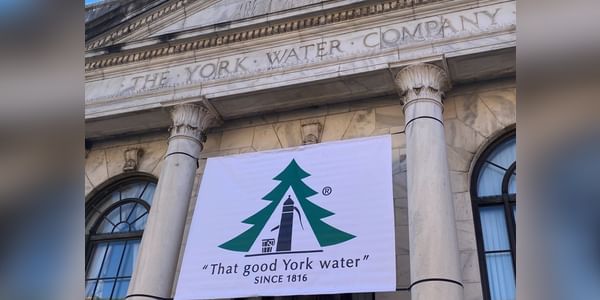 THE · YORK · WATER · COMPANY
®
"That good York water"
SINCE 1816